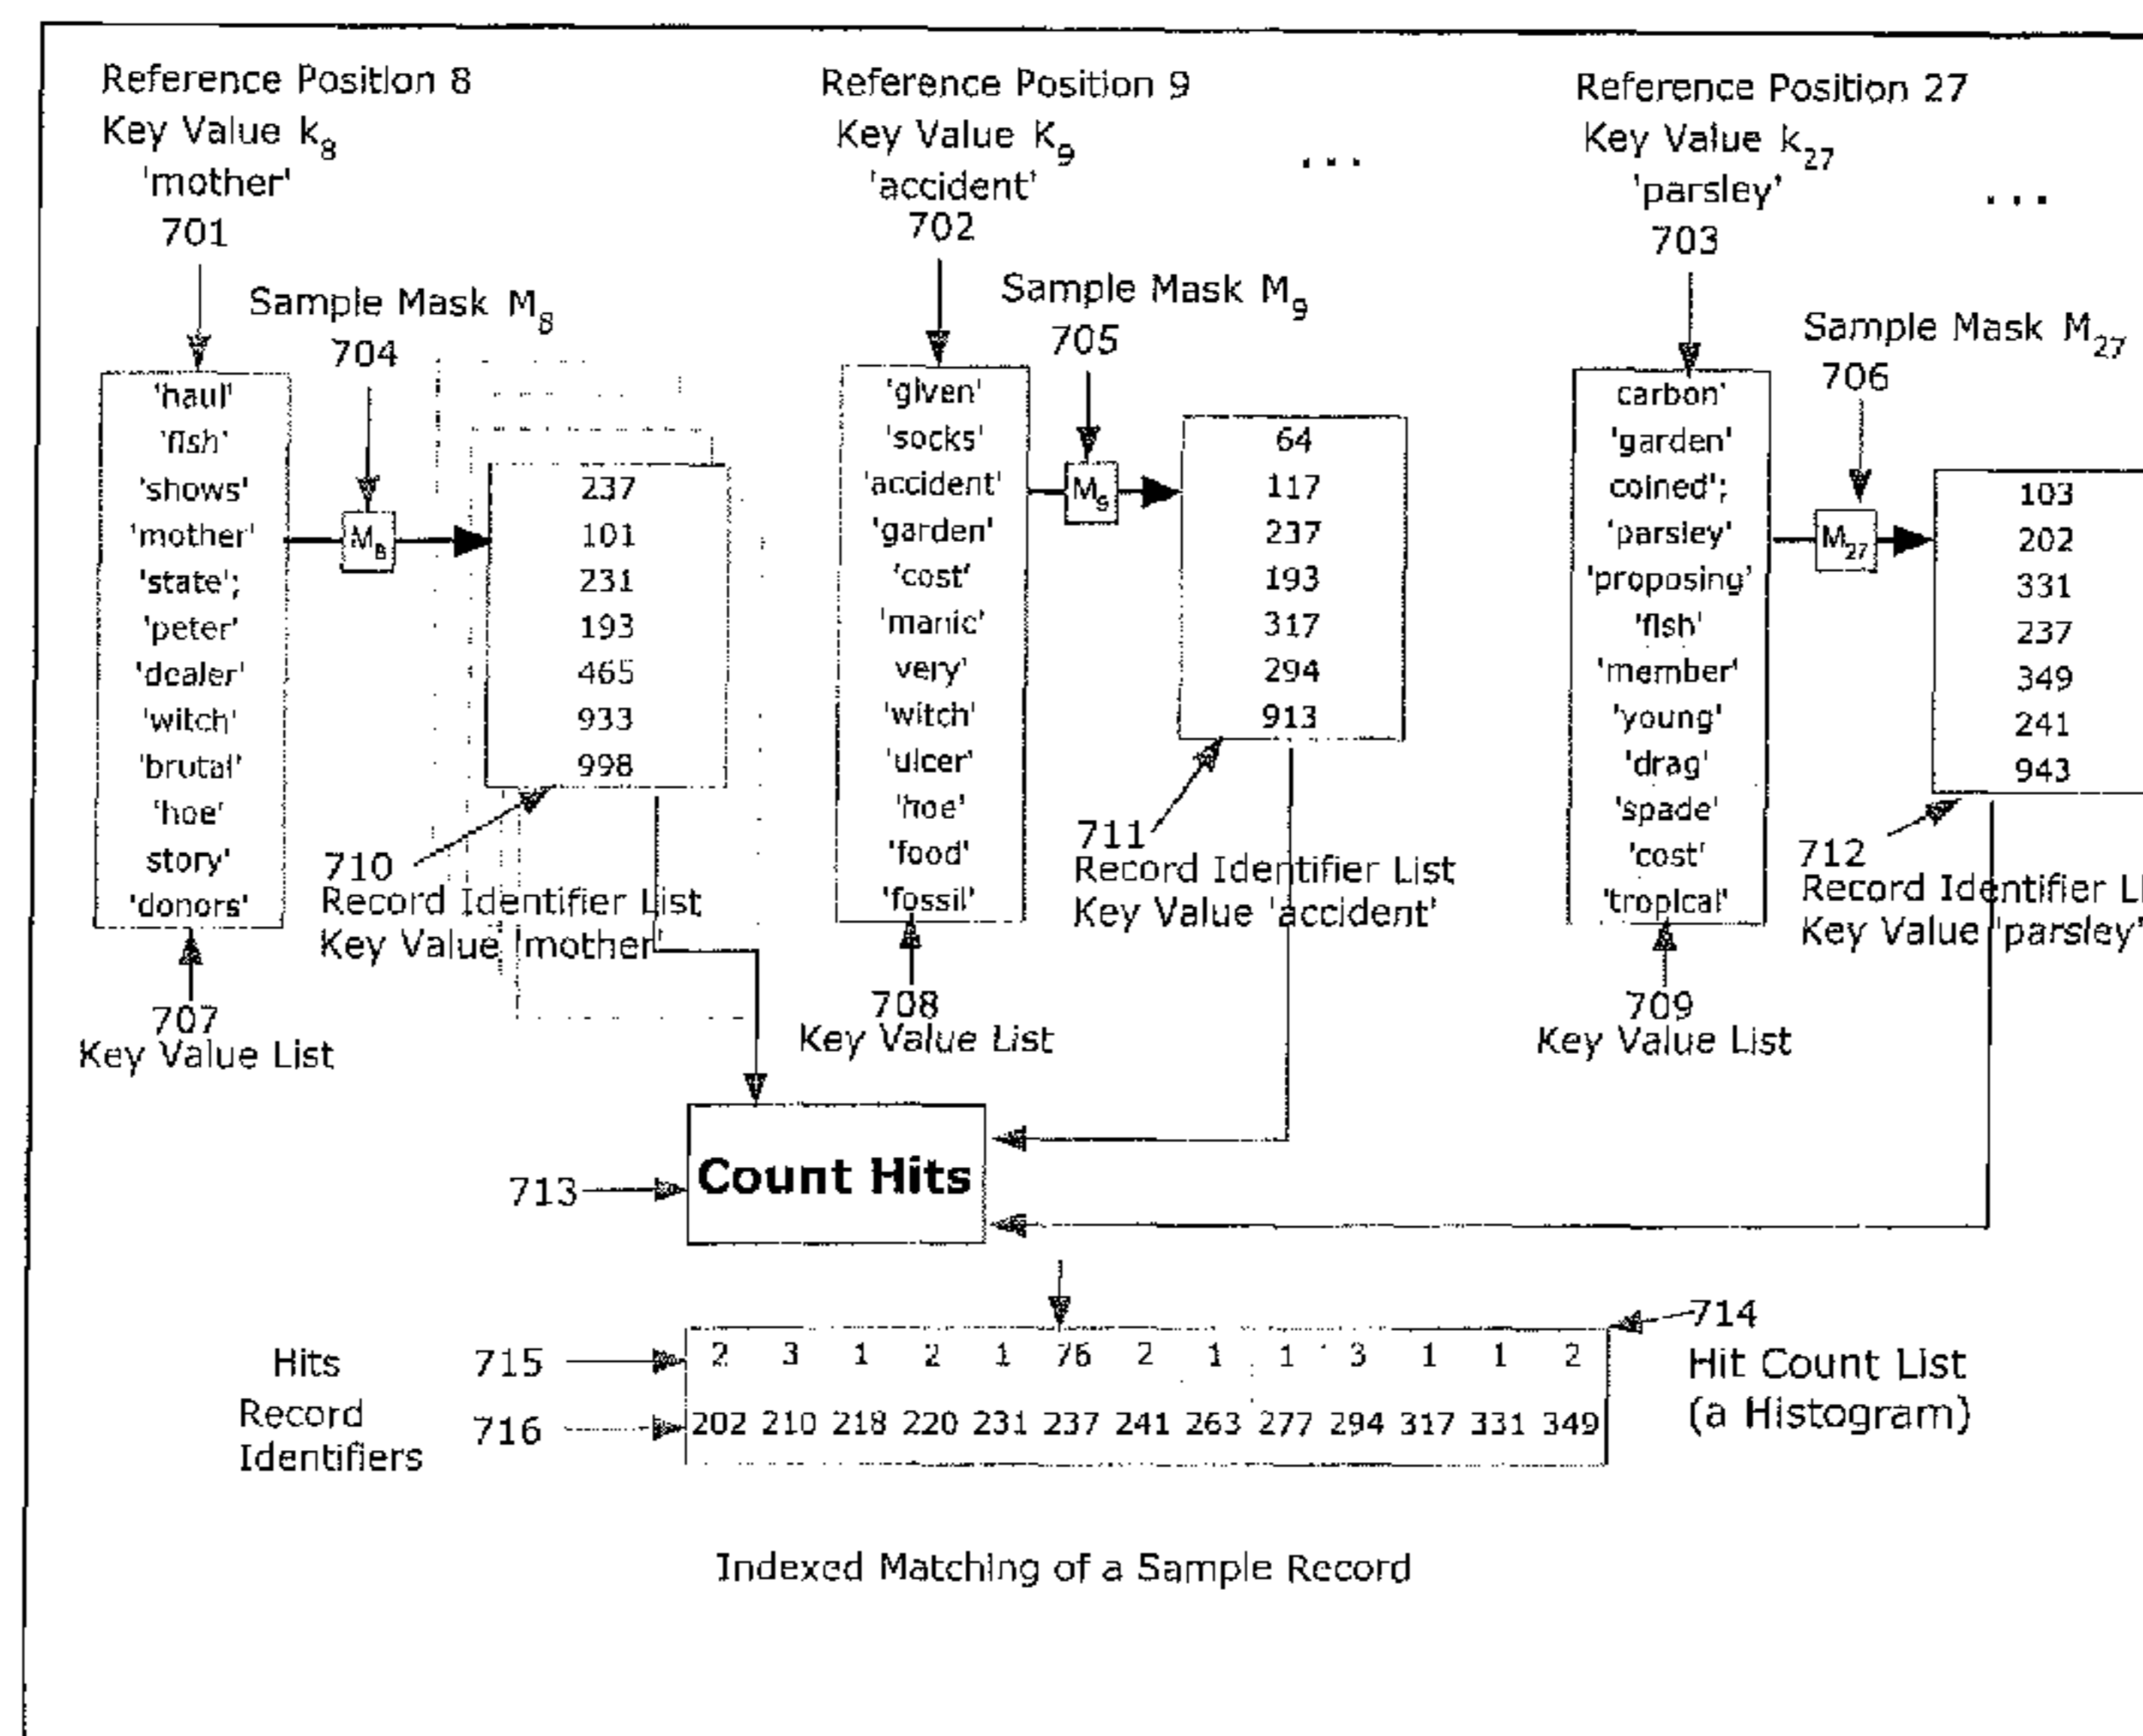 Reference Position 8
Key Value k8
'mother'
701
Reference Position 9
Key Value K9
'accident'
702
...
Reference Position 27
Key Value k27
'parsley'
703
...
Sample Mask M8
704
Sample Mask M9
705
Sample Mask M27
706
'haul'
'fish'
'shows'
'mother'
'state';
'peter'
'dealer'
'witch'
'brutal'
'hoe'
story'
'donors'
M8
237
101
231
193
465
933
998
'given'
'socks'
'accident'
'garden'
'cost'
'manic'
very'
'witch'
'ulcer'
'hoe'
'food'
'fossil'
M9
64
117
237
193
317
294
913
carbon'
'garden'
coined';
'parsley'
'proposing'
'fish'
'member'
'young'
'drag'
'spade'
'cost'
'tropical'
M27
103
202
331
237
349
241
943
710
Record Identifier List
Key Value 'mother'
711
Record Identifier List
Key Value 'accident'
712
Record Identifier Li
Key Value 'parsley'
707
Key Value List
708
Key Value List
709
Key Value List
713
Count Hits
714
Hit Count List
(a Histogram)
Hits 715
2 3 1 2 1 76 2 1 1 3 1 1 2
Record
Identifiers
716
202 210 218 220 231 237 241 263 277 294 317 331 349
Indexed Matching of a Sample Record